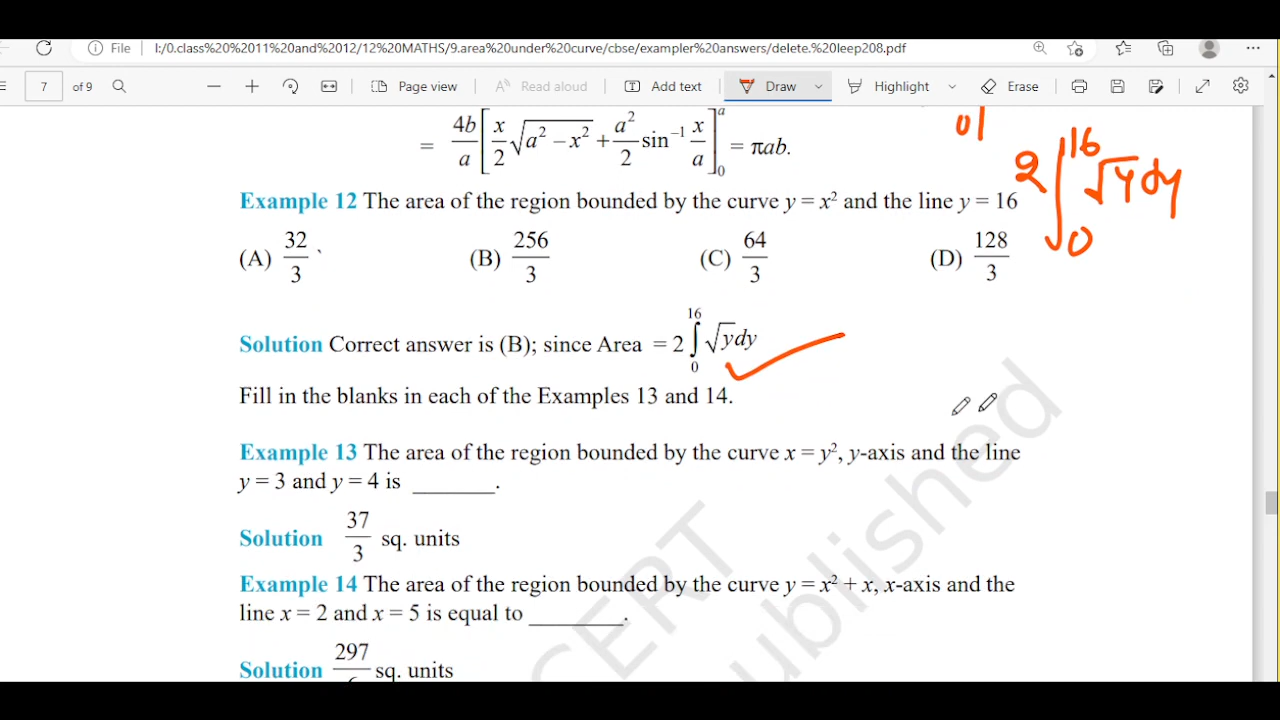 File | I:/0.class%20%2011%20and%2012/12%20MATHS/9.area%20under%20curve/cbse/exampler%20answers/delete.%20leep208.pdf
7 of 9 Page view Read aloud Add text Draw Highlight Erase
= 4b/a [x/2 √(a² – x²) + a²/2 sin⁻¹ x/a]₀ᵃ = πab.
2 ∫₀¹⁶ √y dy
Example 12 The area of the region bounded by the curve y = x² and the line y = 16
(A) 32/3 (B) 256/3 (C) 64/3 (D) 128/3
Solution Correct answer is (B); since Area = 2 ∫₀¹⁶ √y dy
Fill in the blanks in each of the Examples 13 and 14.
Example 13 The area of the region bounded by the curve x = y², y-axis and the line
y = 3 and y = 4 is _______.
Solution 37/3 sq. units
Example 14 The area of the region bounded by the curve y = x² + x, x-axis and the
line x = 2 and x = 5 is equal to ________.
Solution 297/6 sq. units
CERT
ublished